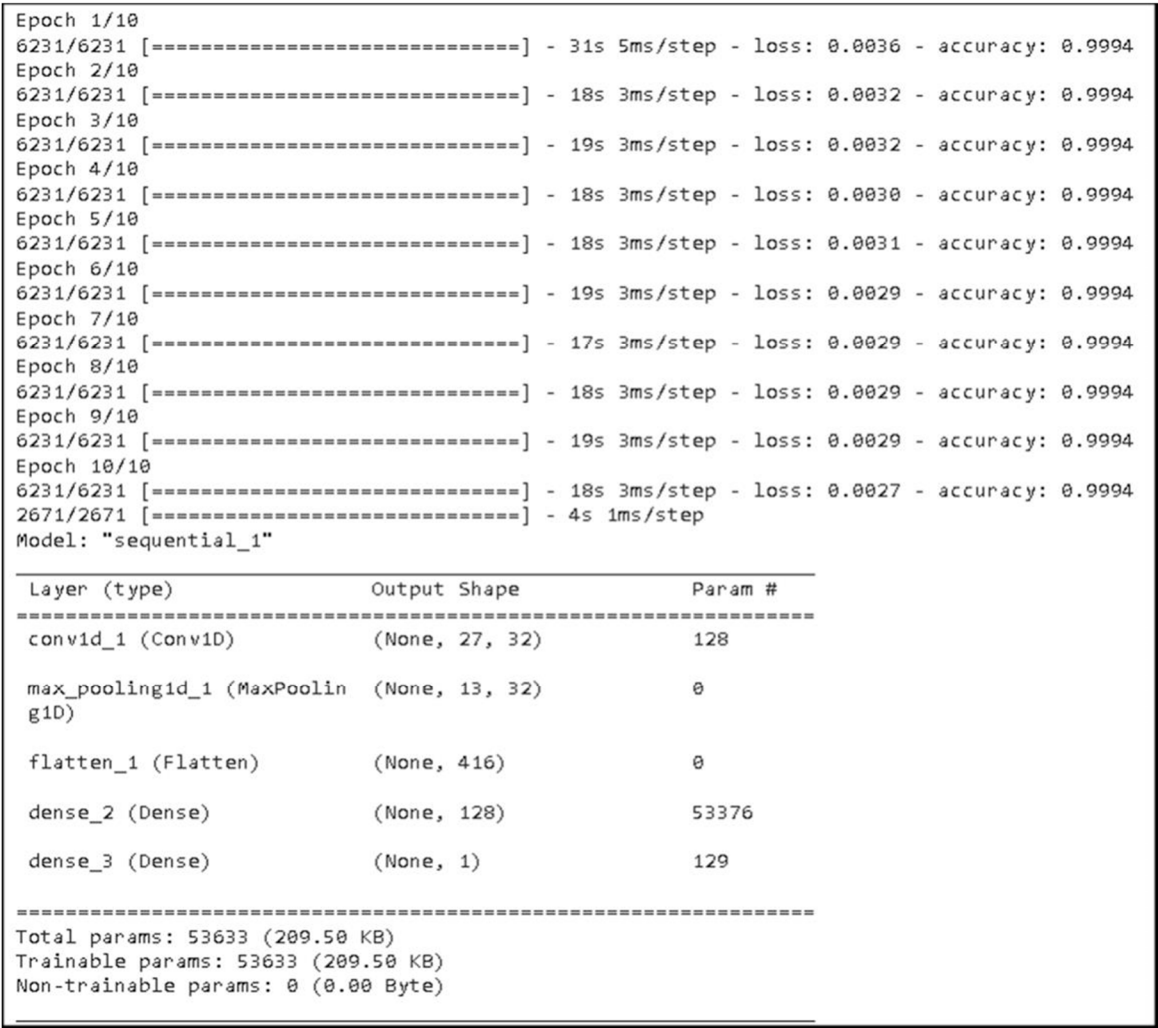 Epoch 1/10
6231/6231 [==============================] - 31s 5ms/step - loss: 0.0036 - accuracy: 0.9994
Epoch 2/10
6231/6231 [==============================] - 18s 3ms/step - loss: 0.0032 - accuracy: 0.9994
Epoch 3/10
6231/6231 [==============================] - 19s 3ms/step - loss: 0.0032 - accuracy: 0.9994
Epoch 4/10
6231/6231 [==============================] - 18s 3ms/step - loss: 0.0030 - accuracy: 0.9994
Epoch 5/10
6231/6231 [==============================] - 18s 3ms/step - loss: 0.0031 - accuracy: 0.9994
Epoch 6/10
6231/6231 [==============================] - 19s 3ms/step - loss: 0.0029 - accuracy: 0.9994
Epoch 7/10
6231/6231 [==============================] - 17s 3ms/step - loss: 0.0029 - accuracy: 0.9994
Epoch 8/10
6231/6231 [==============================] - 18s 3ms/step - loss: 0.0029 - accuracy: 0.9994
Epoch 9/10
6231/6231 [==============================] - 19s 3ms/step - loss: 0.0029 - accuracy: 0.9994
Epoch 10/10
6231/6231 [==============================] - 18s 3ms/step - loss: 0.0027 - accuracy: 0.9994
2671/2671 [==============================] - 4s 1ms/step
Model: "sequential_1"
_________________________________________________________________
Layer (type) Output Shape Param #
=================================================================
conv1d_1 (Conv1D) (None, 27, 32) 128
max_pooling1d_1 (MaxPoolin (None, 13, 32) 0
g1D)
flatten_1 (Flatten) (None, 416) 0
dense_2 (Dense) (None, 128) 53376
dense_3 (Dense) (None, 1) 129
=================================================================
Total params: 53633 (209.50 KB)
Trainable params: 53633 (209.50 KB)
Non-trainable params: 0 (0.00 Byte)
_________________________________________________________________